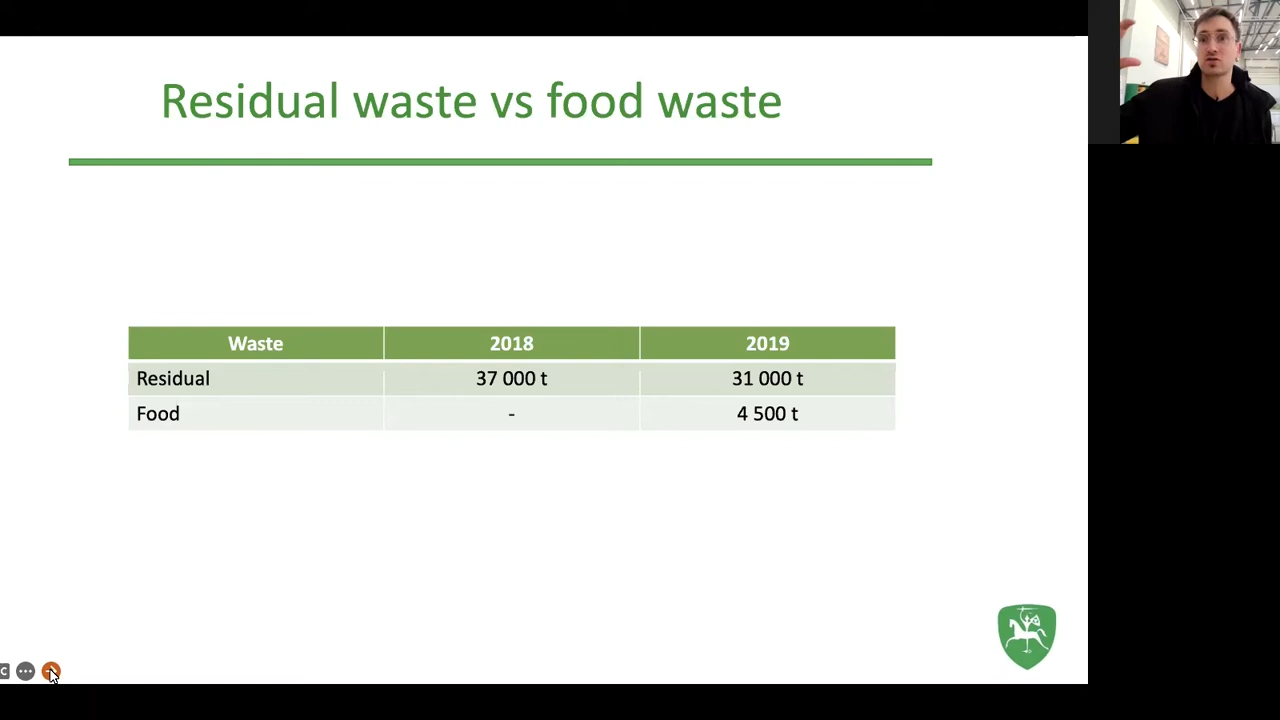 Residual waste vs food waste
Waste 2018 2019
Residual 37 000 t 31 000 t
Food - 4 500 t